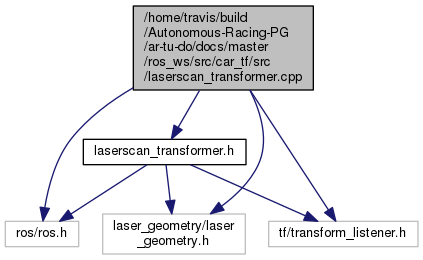 /home/travis/build
/Autonomous-Racing-PG
/ar-tu-do/docs/master
/ros_ws/src/car_tf/src
/laserscan_transformer.cpp
laserscan_transformer.h
ros/ros.h
laser_geometry/laser
_geometry.h
tf/transform_listener.h